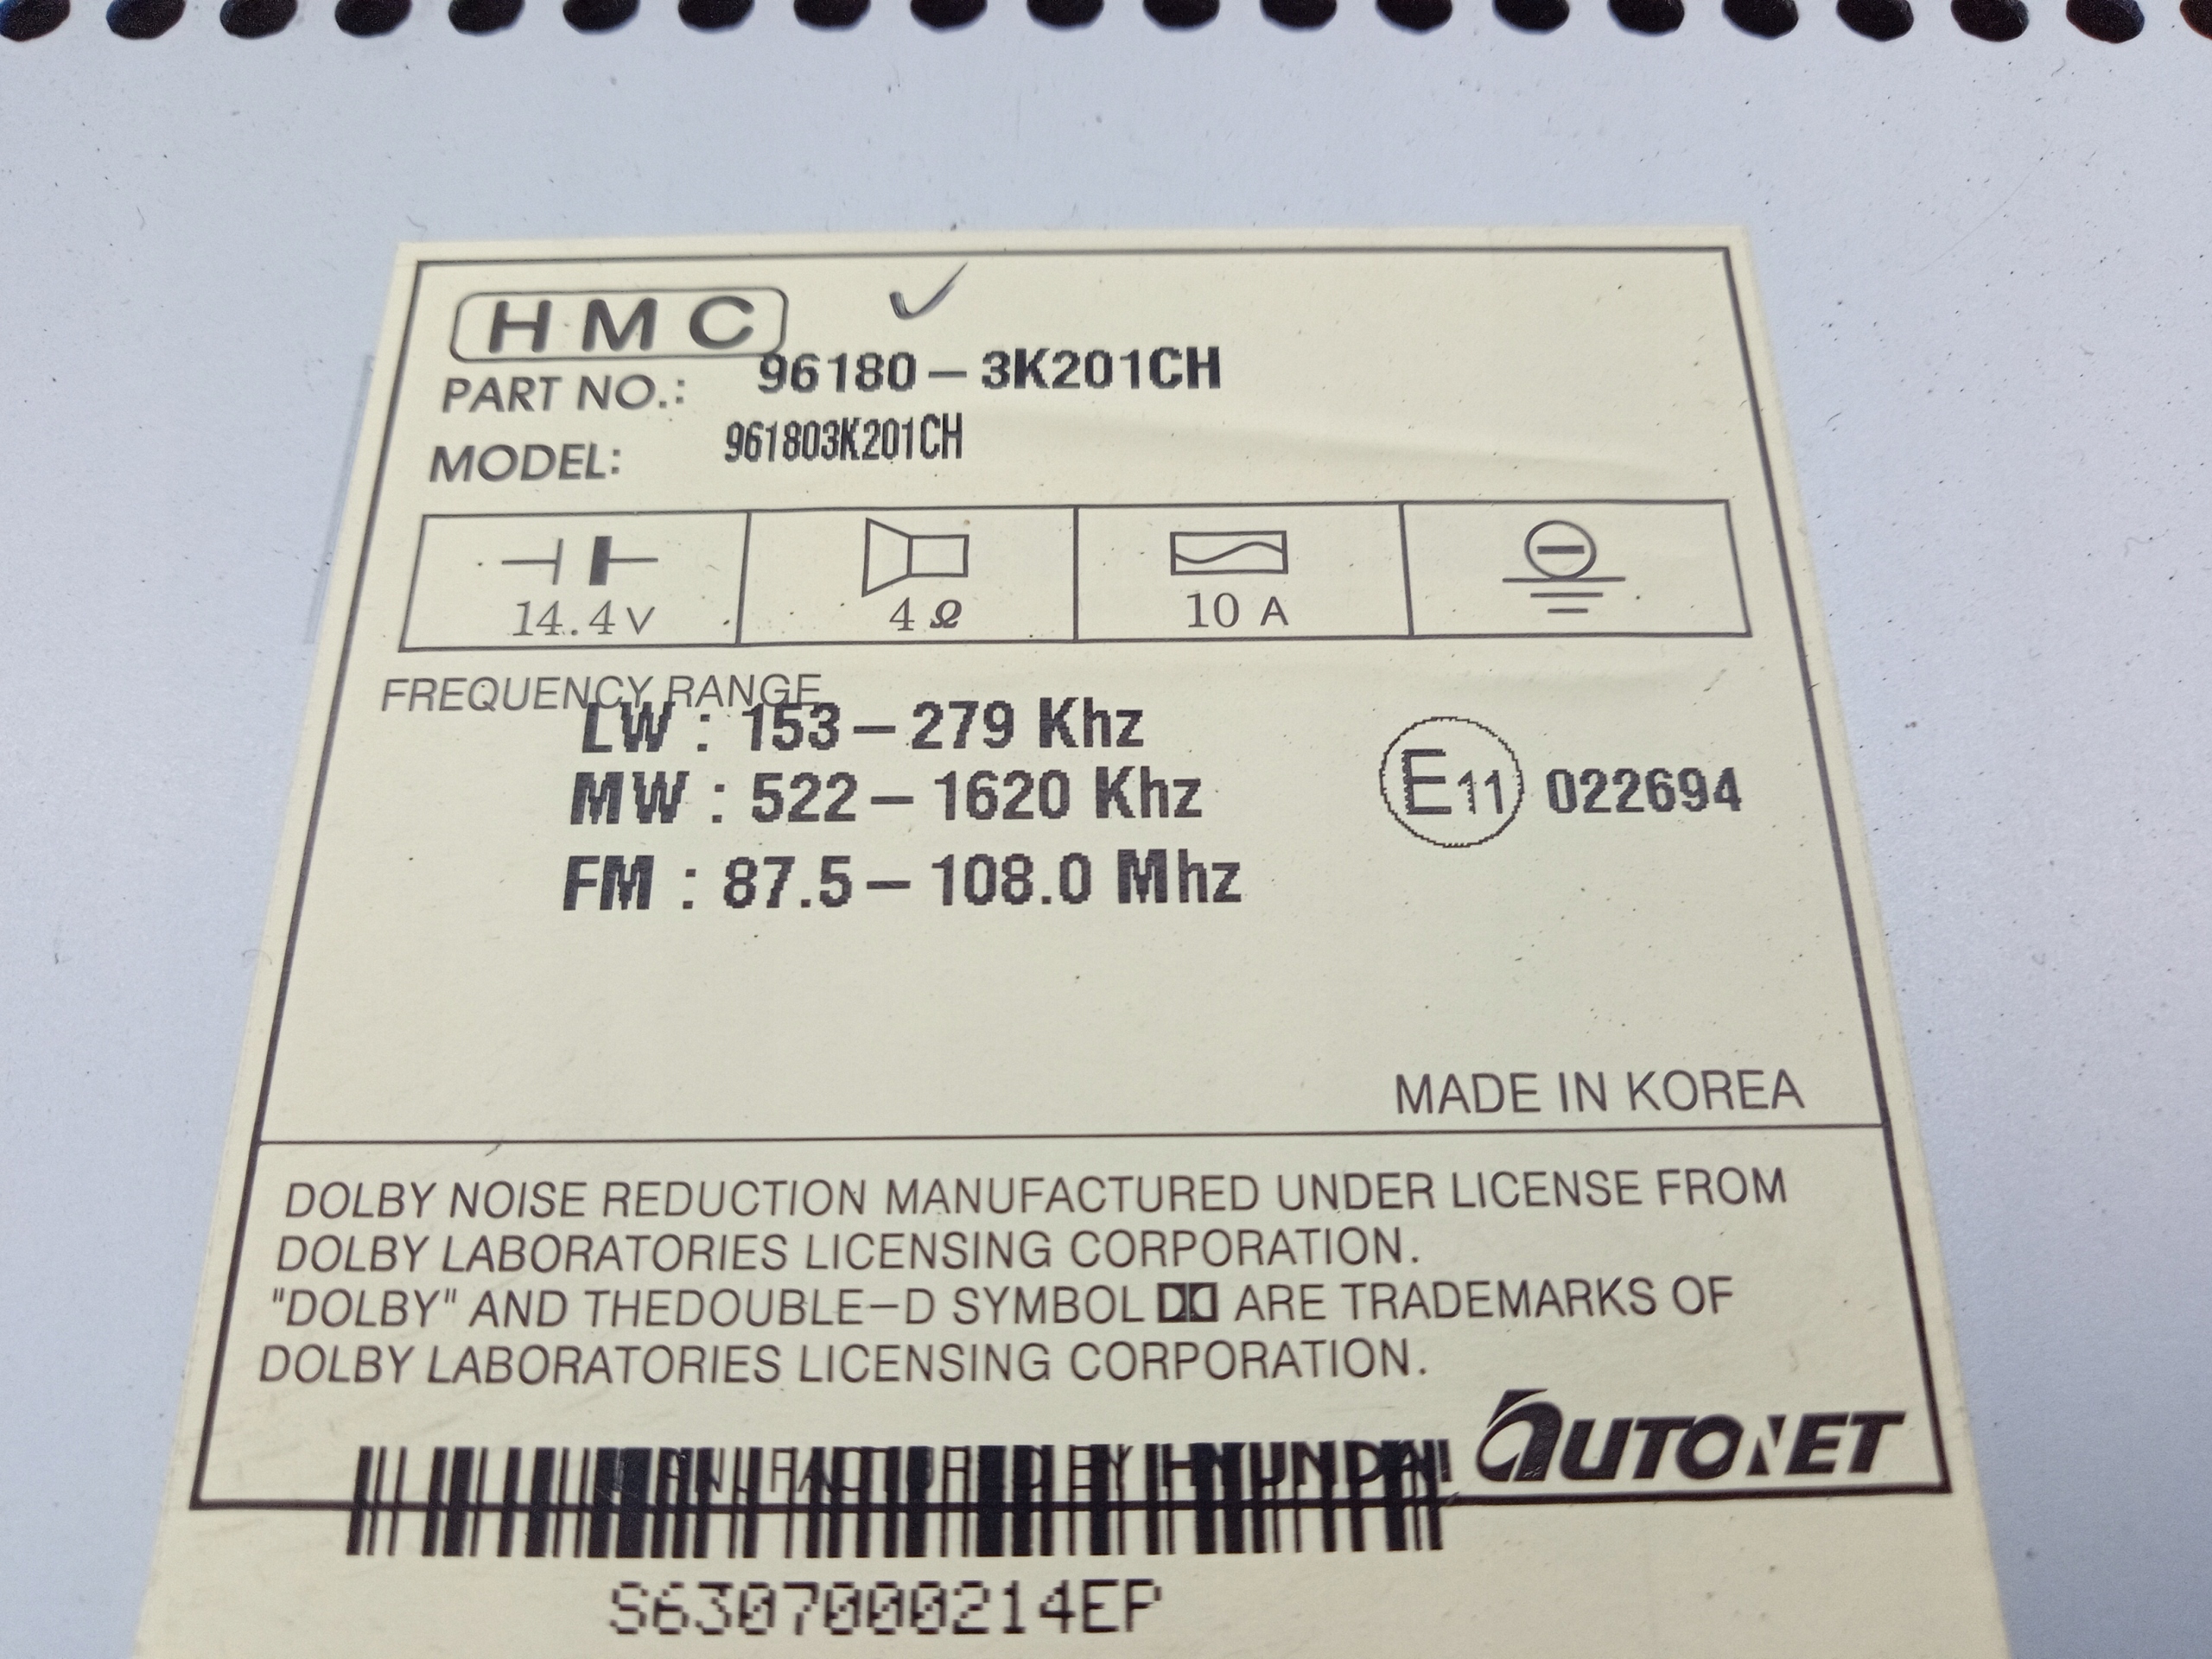 HMC
PART NO.: 96180-3K201CH
MODEL: 961803K201CH
14.4V 4Ω 10 A
FREQUENCY RANGE
LW : 153-279 Khz
MW : 522-1620 Khz
FM : 87.5-108.0 Mhz
E11 022694
MADE IN KOREA
DOLBY NOISE REDUCTION MANUFACTURED UNDER LICENSE FROM
DOLBY LABORATORIES LICENSING CORPORATION.
"DOLBY" AND THEDOUBLE-D SYMBOL ARE TRADEMARKS OF
DOLBY LABORATORIES LICENSING CORPORATION.
BY HYUNDAI AUTONET
S6307000214EP